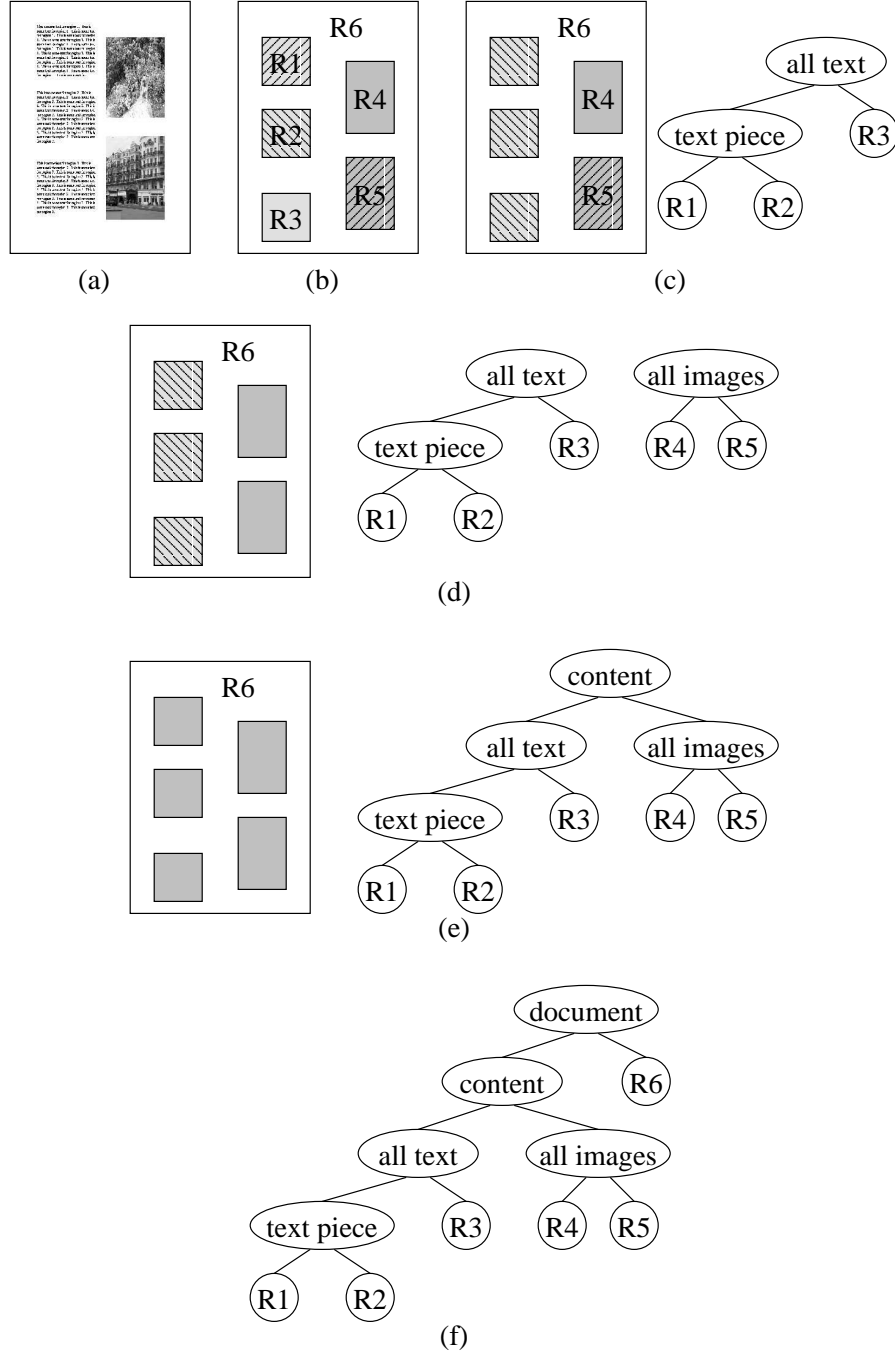 R6
R1
R4
R2
R5
R3
R6
R4
R5
all text
text piece
R3
R1
R2
(a)
(b)
(c)
R6
all text
all images
text piece
R3
R4
R5
R1
R2
(d)
R6
content
all text
all images
text piece
R3
R4
R5
R1
R2
(e)
document
content
R6
all text
all images
text piece
R3
R4
R5
R1
R2
(f)